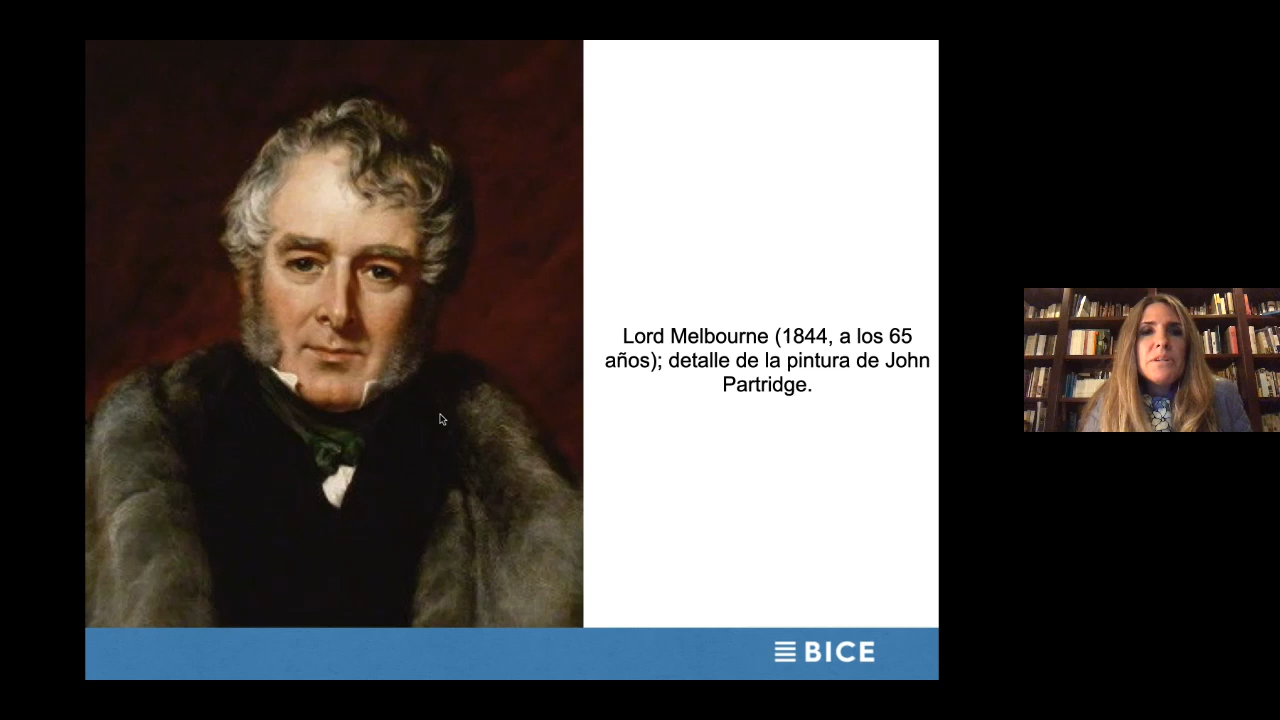 Lord Melbourne (1844, a los 65
años); detalle de la pintura de John
Partridge.
BICE